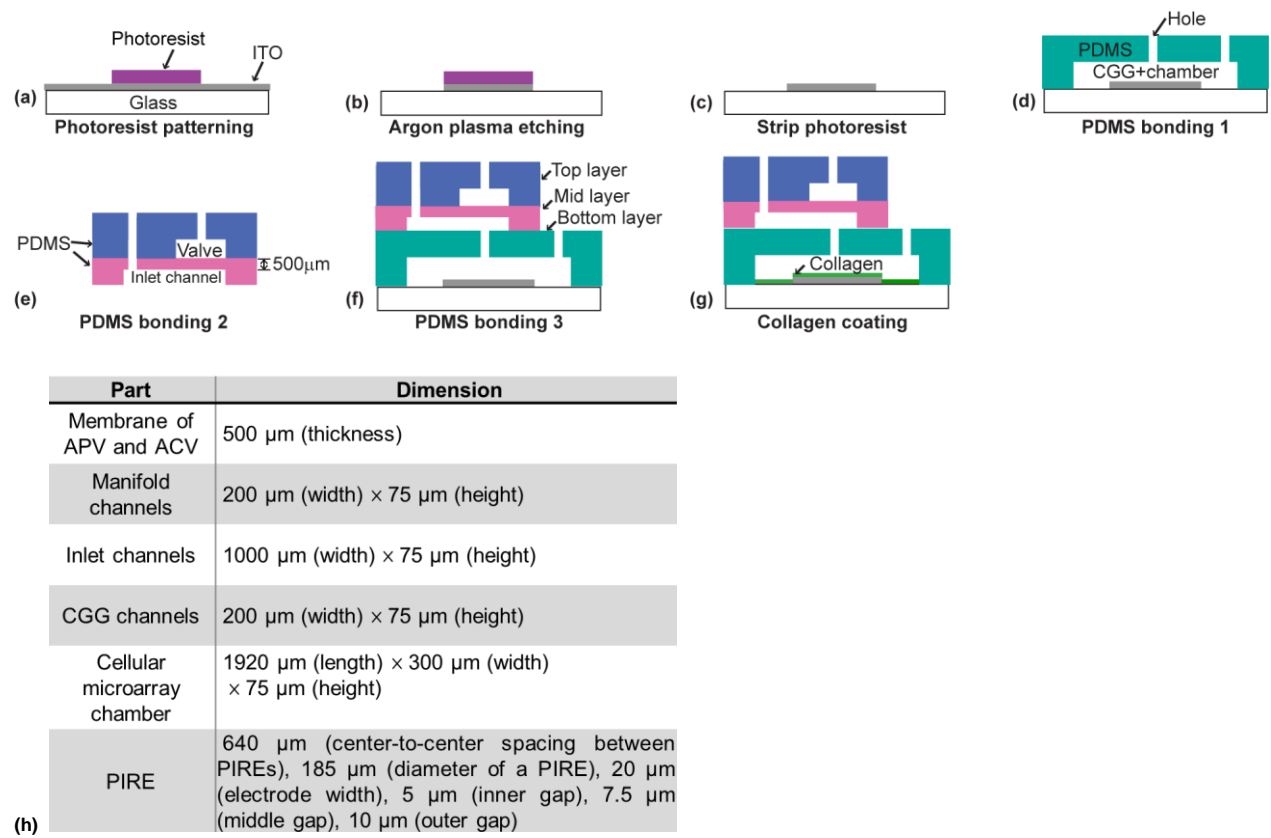 Photoresist
ITO
(a)
Glass
Photoresist patterning
(b)
Argon plasma etching
(c)
Strip photoresist
Hole
PDMS
CGG+chamber
(d)
PDMS bonding 1
PDMS
Valve
500μm
Inlet channel
(e)
PDMS bonding 2
Top layer
Mid layer
Bottom layer
(f)
PDMS bonding 3
Collagen
(g)
Collagen coating
Part Dimension
Membrane of
APV and ACV
500 μm (thickness)
Manifold
channels
200 μm (width) × 75 μm (height)
Inlet channels 1000 μm (width) × 75 μm (height)
CGG channels 200 μm (width) × 75 μm (height)
Cellular
microarray
chamber
1920 μm (length) × 300 μm (width)
× 75 μm (height)
PIRE
640 μm (center-to-center spacing between
PIREs), 185 μm (diameter of a PIRE), 20 μm
(electrode width), 5 μm (inner gap), 7.5 μm
(middle gap), 10 μm (outer gap)
(h)